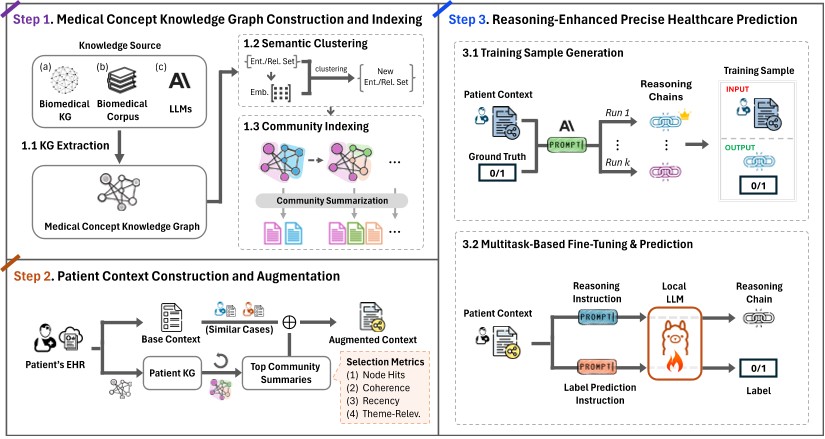 Step 1. Medical Concept Knowledge Graph Construction and Indexing
Knowledge Source
(a)
(b)
(c)
Biomedical
KG
Biomedical
Corpus
LLMs
1.1 KG Extraction
Medical Concept Knowledge Graph
1.2 Semantic Clustering
Ent./Rel. Set
Emb.
clustering
New
Ent./Rel. Set
1.3 Community Indexing
...
Community Summarization
...
Step 2. Patient Context Construction and Augmentation
Patient's EHR
Base Context
(Similar Cases)
Augmented Context
Patient KG
Top Community
Summaries
Selection Metrics
(1) Node Hits
(2) Coherence
(3) Recency
(4) Theme-Relev.
Step 3. Reasoning-Enhanced Precise Healthcare Prediction
3.1 Training Sample Generation
Patient Context
Ground Truth
0/1
A\
PROMPT
Run 1
Run k
Reasoning
Chains
Training Sample
INPUT
OUTPUT
0/1
3.2 Multitask-Based Fine-Tuning & Prediction
Patient Context
Reasoning
Instruction
PROMPT
PROMPT
Label Prediction
Instruction
Local
LLM
Reasoning
Chain
0/1
Label